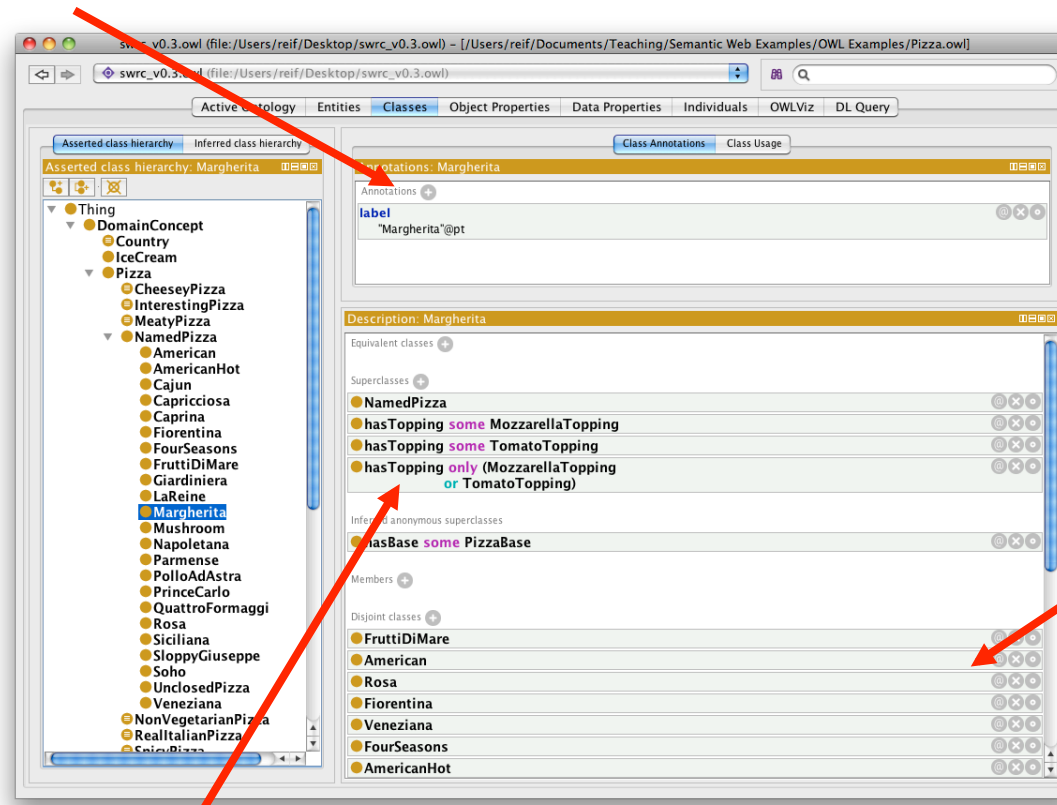 swrc_v0.3.owl (file:/Users/reif/Desktop/swrc_v0.3.owl) – [/Users/reif/Documents/Teaching/Semantic Web Examples/OWL Examples/Pizza.owl]
swrc_v0.3.owl (file:/Users/reif/Desktop/swrc_v0.3.owl)
Active Ontology Entities Classes Object Properties Data Properties Individuals OWLViz DL Query
Asserted class hierarchy Inferred class hierarchy
Asserted class hierarchy: Margherita
Thing
DomainConcept
Country
IceCream
Pizza
CheeseyPizza
InterestingPizza
MeatyPizza
NamedPizza
American
AmericanHot
Cajun
Capricciosa
Caprina
Fiorentina
FourSeasons
FruttiDiMare
Giardiniera
LaReine
Margherita
Mushroom
Napoletana
Parmense
PolloAdAstra
PrinceCarlo
QuattroFormaggi
Rosa
Siciliana
SloppyGiuseppe
Soho
UnclosedPizza
Veneziana
NonVegetarianPizza
RealItalianPizza
SpicyPizza
Class Annotations Class Usage
Annotations: Margherita
Annotations
label
"Margherita"@pt
Description: Margherita
Equivalent classes
Superclasses
NamedPizza
hasTopping some MozzarellaTopping
hasTopping some TomatoTopping
hasTopping only (MozzarellaTopping
or TomatoTopping)
Inferred anonymous superclasses
hasBase some PizzaBase
Members
Disjoint classes
FruttiDiMare
American
Rosa
Fiorentina
Veneziana
FourSeasons
AmericanHot